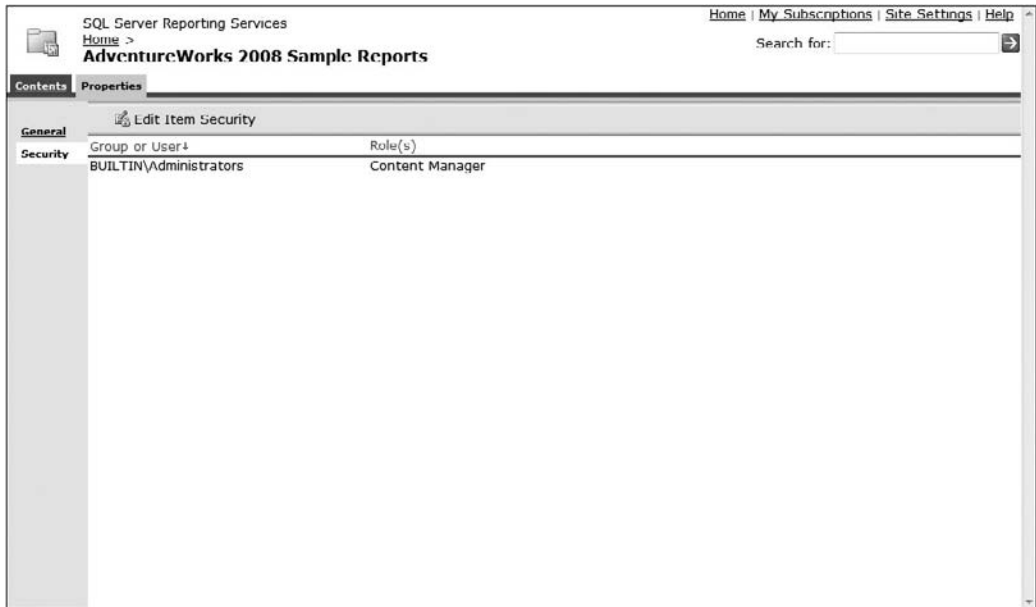 SQL Server Reporting Services
Home | My Subscriptions | Site Settings | Help
Home >
Search for:
AdventureWorks 2008 Sample Reports
Contents Properties
Edit Item Security
General
Group or User↓ Role(s)
Security
BUILTIN\Administrators Content Manager